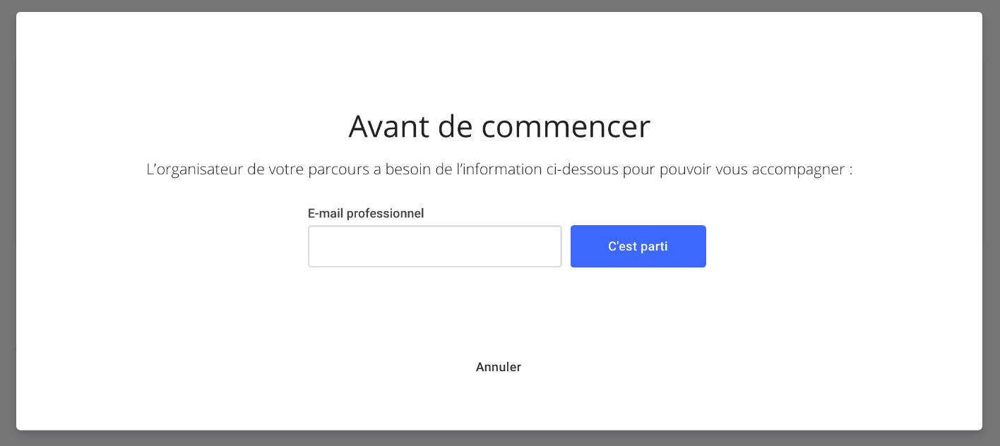 Avant de commencer
L’organisateur de votre parcours a besoin de l’information ci-dessous pour pouvoir vous accompagner :
E-mail professionnel
C'est parti
Annuler